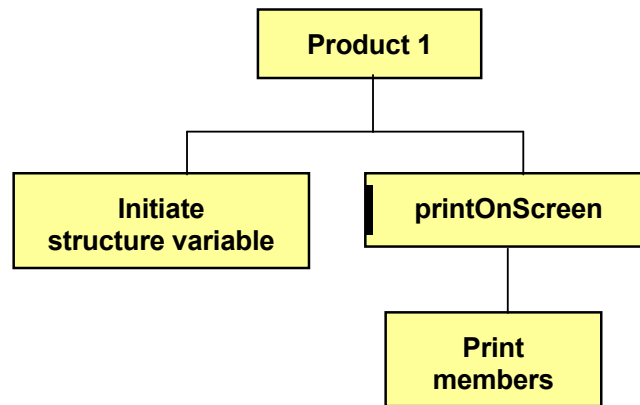 Product 1
Initiate
structure variable
printOnScreen
Print
members